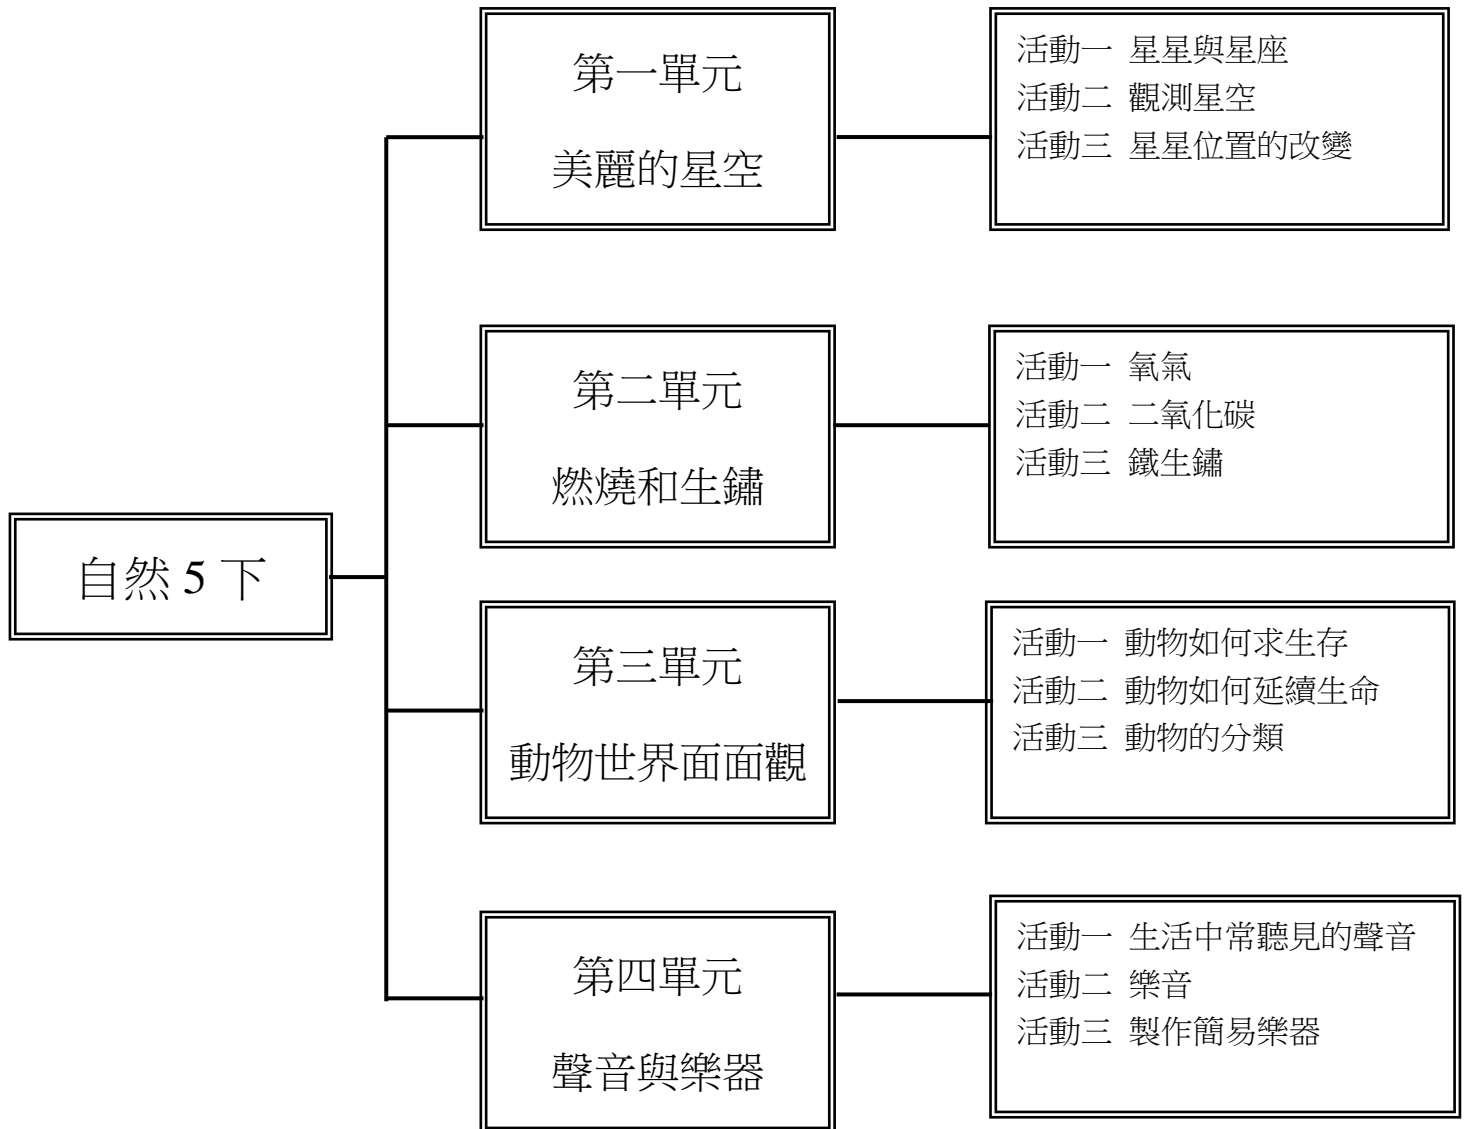 自然 5 下
第一單元
美麗的星空
活動一 星星與星座
活動二 觀測星空
活動三 星星位置的改變
第二單元
燃燒和生鏽
活動一 氧氣
活動二 二氧化碳
活動三 鐵生鏽
第三單元
動物世界面面觀
活動一 動物如何求生存
活動二 動物如何延續生命
活動三 動物的分類
第四單元
聲音與樂器
活動一 生活中常聽見的聲音
活動二 樂音
活動三 製作簡易樂器